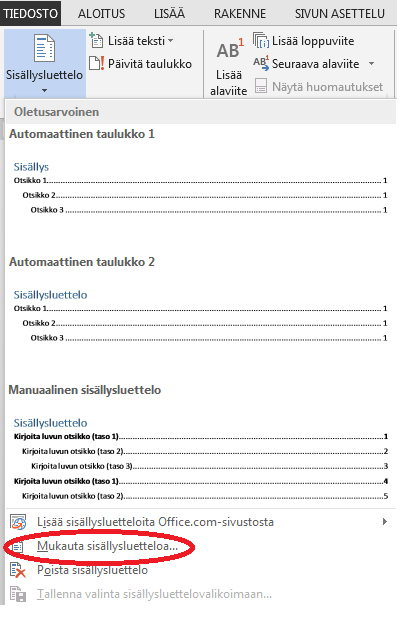 TIEDOSTO ALOITUS LISÄÄ RAKENNE SIVUN ASETTELU
Sisällysluettelo
Lisää teksti
Päivitä taulukko
AB¹
Lisää
alaviite
Lisää loppuviite
Seuraava alaviite
Näytä huomautukset
Oletusarvoinen
Automaattinen taulukko 1
Sisällys
Otsikko 1 1
Otsikko 2 1
Otsikko 3 1
Automaattinen taulukko 2
Sisällysluettelo
Otsikko 1 1
Otsikko 2 1
Otsikko 3 1
Manuaalinen sisällysluettelo
Sisällysluettelo
Kirjoita luvun otsikko (taso 1) 1
Kirjoita luvun otsikko (taso 2) 2
Kirjoita luvun otsikko (taso 3) 3
Kirjoita luvun otsikko (taso 1) 4
Kirjoita luvun otsikko (taso 2) 5
Lisää sisällysluetteloita Office.com-sivustosta
Mukauta sisällysluetteloa...
Poista sisällysluettelo
Tallenna valinta sisällysluettelovalikoimaan...